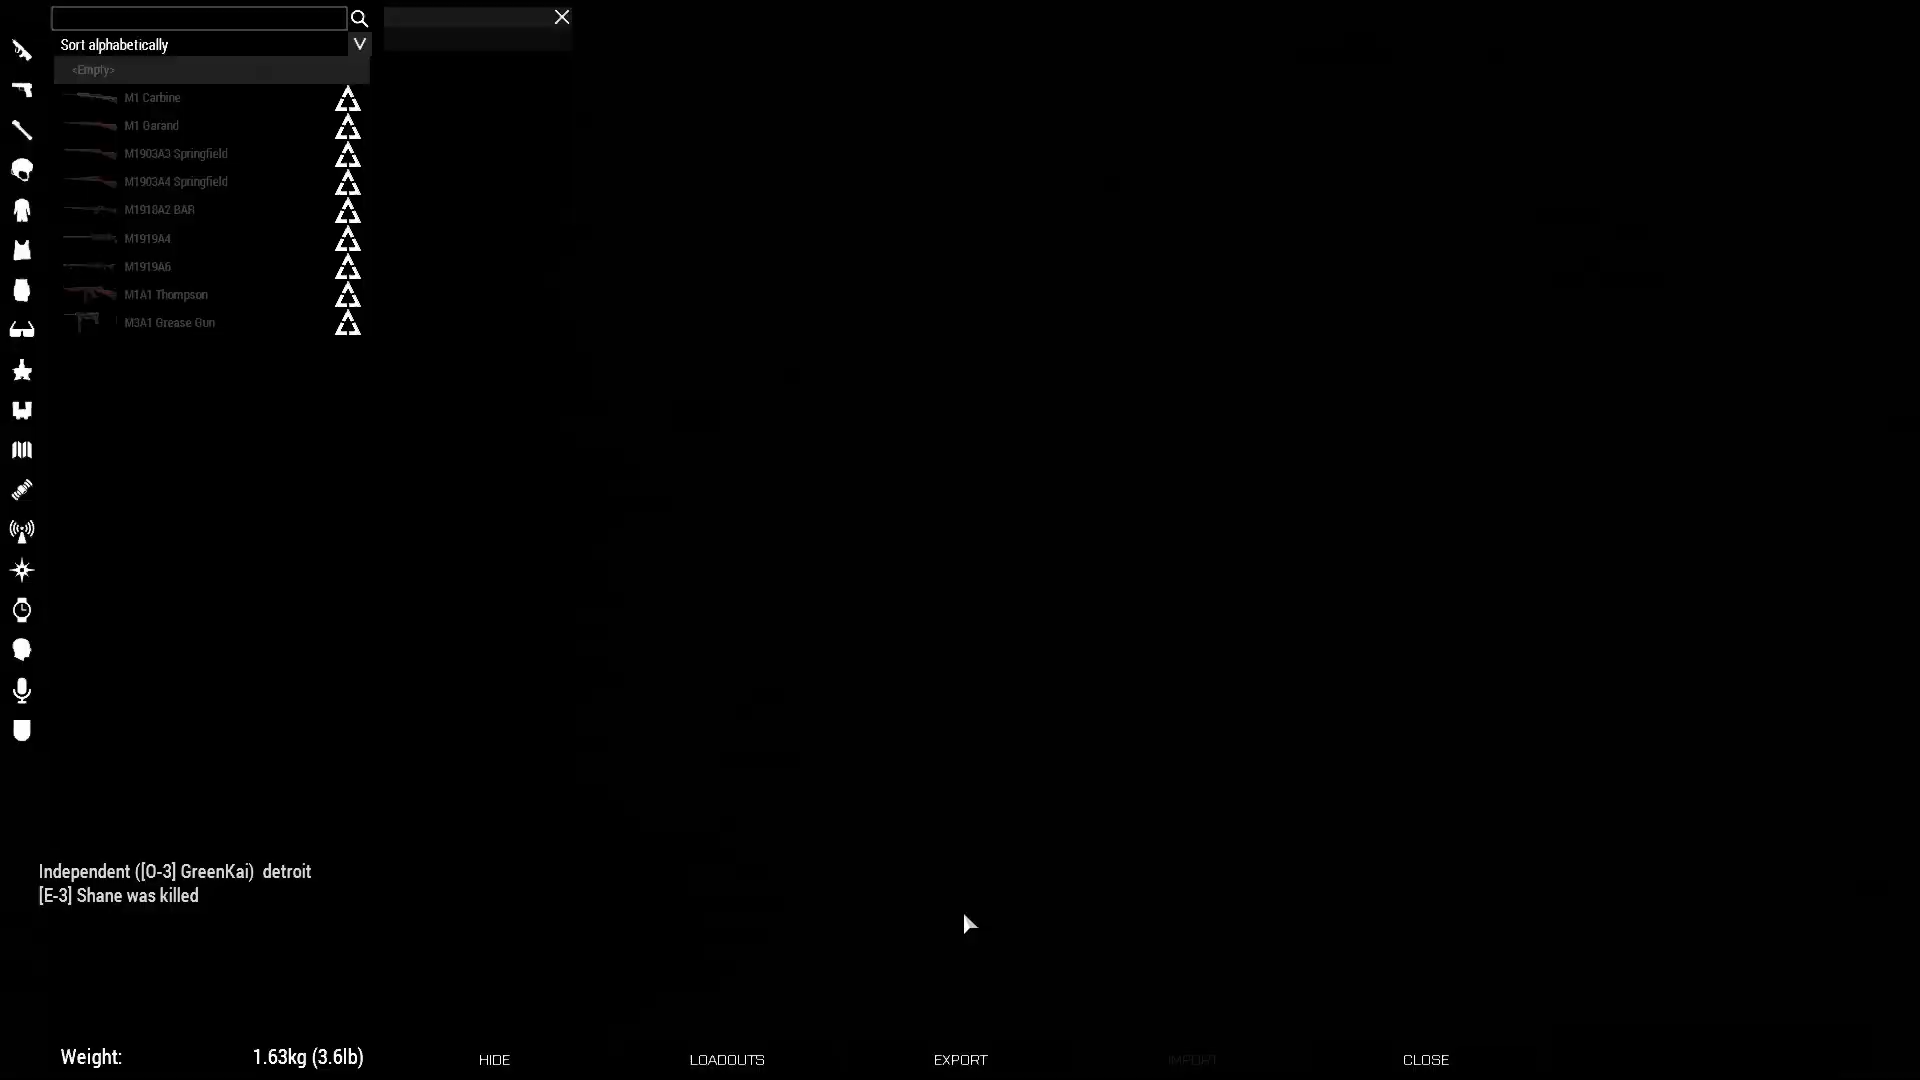 Sort alphabetically
<Empty>
M1 Carbine
M1 Garand
M1903A3 Springfield
M1903A4 Springfield
M1918A2 BAR
M1919A4
M1919A6
M1A1 Thompson
M3A1 Grease Gun
Independent ([O-3] GreenKai) detroit
[E-3] Shane was killed
Weight: 1.63kg (3.6lb)
HIDE LOADOUTS EXPORT IMPORT CLOSE